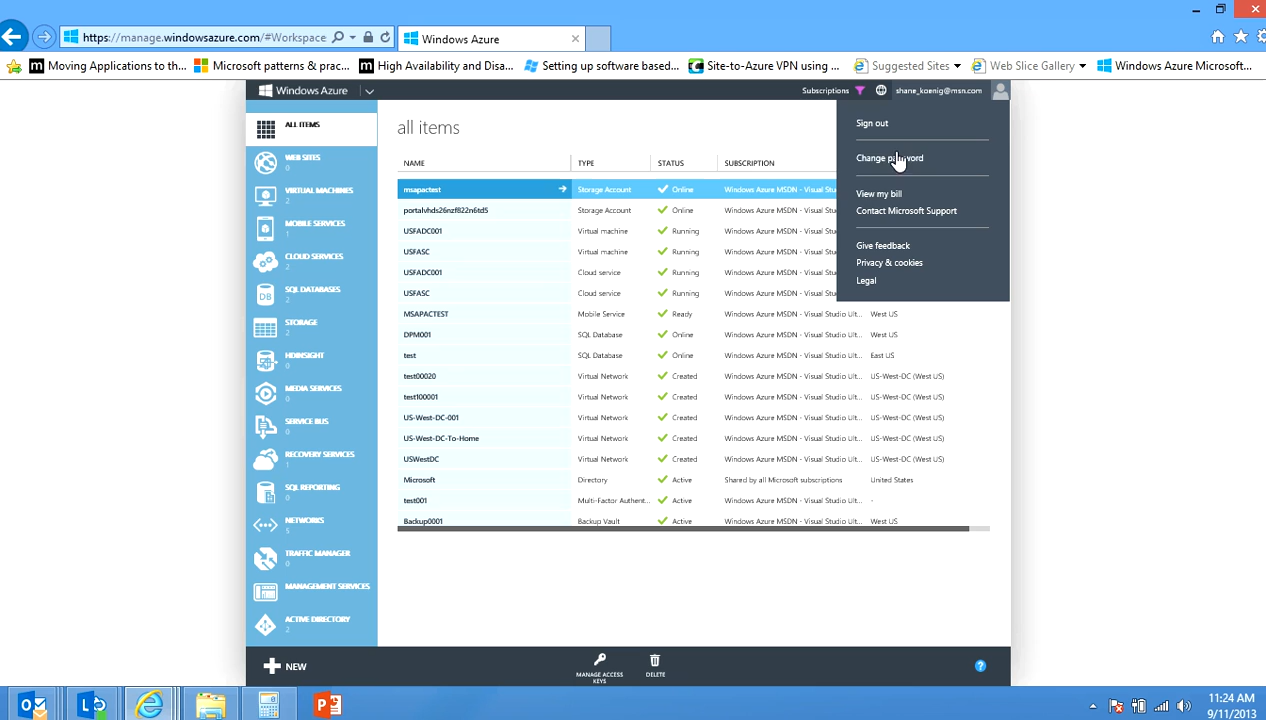 https://manage.windowsazure.com/#Workspace
Windows Azure
Moving Applications to th...
Microsoft patterns & prac...
High Availability and Disa...
Setting up software based...
Site-to-Azure VPN using ...
Suggested Sites
Web Slice Gallery
Windows Azure Microsoft...
Windows Azure
Subscriptions
shane_koenig@msn.com
Sign out
Change password
View my bill
Contact Microsoft Support
Give feedback
Privacy & cookies
Legal
ALL ITEMS
WEB SITES
0
VIRTUAL MACHINES
2
MOBILE SERVICES
1
CLOUD SERVICES
2
SQL DATABASES
2
STORAGE
2
HDINSIGHT
0
MEDIA SERVICES
0
SERVICE BUS
0
RECOVERY SERVICES
1
SQL REPORTING
0
NETWORKS
5
TRAFFIC MANAGER
0
MANAGEMENT SERVICES
ACTIVE DIRECTORY
2
all items
NAME TYPE STATUS SUBSCRIPTION
msapactest Storage Account Online Windows Azure MSDN - Visual Stu
portalvhds26nzf822n6td5 Storage Account Online Windows Azure MSDN - Visual Stu
USFADC001 Virtual machine Running Windows Azure MSDN - Visual Stu
USFASC Virtual machine Running Windows Azure MSDN - Visual Stu
USFADC001 Cloud service Running Windows Azure MSDN - Visual Stu
USFASC Cloud service Running Windows Azure MSDN - Visual Stu
MSAPACTEST Mobile Service Ready Windows Azure MSDN - Visual Studio Ult... West US
DPM001 SQL Database Online Windows Azure MSDN - Visual Studio Ult... West US
test SQL Database Online Windows Azure MSDN - Visual Studio Ult... East US
test00020 Virtual Network Created Windows Azure MSDN - Visual Studio Ult... US-West-DC (West US)
test100001 Virtual Network Created Windows Azure MSDN - Visual Studio Ult... US-West-DC (West US)
US-West-DC-001 Virtual Network Created Windows Azure MSDN - Visual Studio Ult... US-West-DC (West US)
US-West-DC-To-Home Virtual Network Created Windows Azure MSDN - Visual Studio Ult... US-West-DC (West US)
USWestDC Virtual Network Created Windows Azure MSDN - Visual Studio Ult... US-West-DC (West US)
Microsoft Directory Active Shared by all Microsoft subscriptions United States
test001 Multi-Factor Authent... Active Windows Azure MSDN - Visual Studio Ult... -
Backup0001 Backup Vault Active Windows Azure MSDN - Visual Studio Ult... West US
NEW
MANAGE ACCESS
KEYS
DELETE
?
11:24 AM
9/11/2013